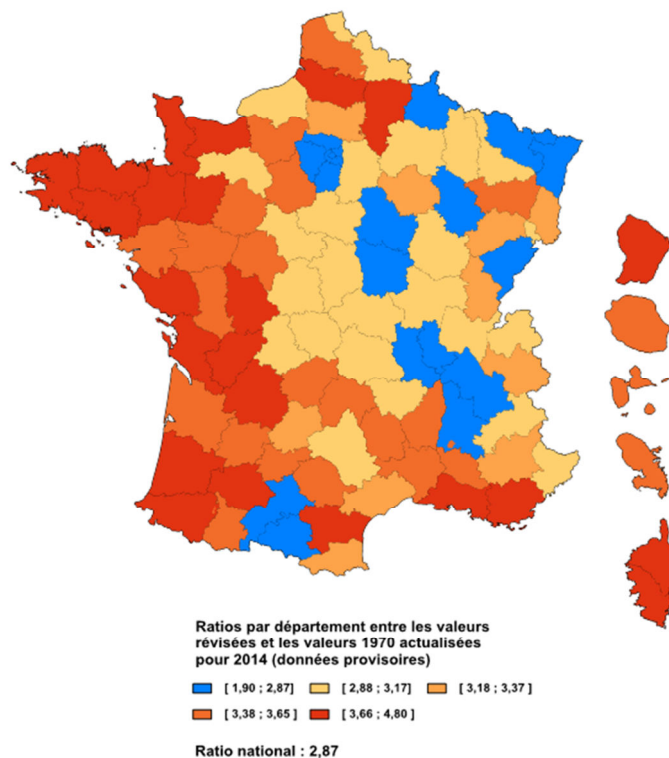 Ratios par département entre les valeurs
révisées et les valeurs 1970 actualisées
pour 2014 (données provisoires)
[ 1,90 ; 2,87] [ 2,88 ; 3,17] [ 3,18 ; 3,37]
[ 3,38 ; 3,65 ] [ 3,66 ; 4,80]
Ratio national : 2,87